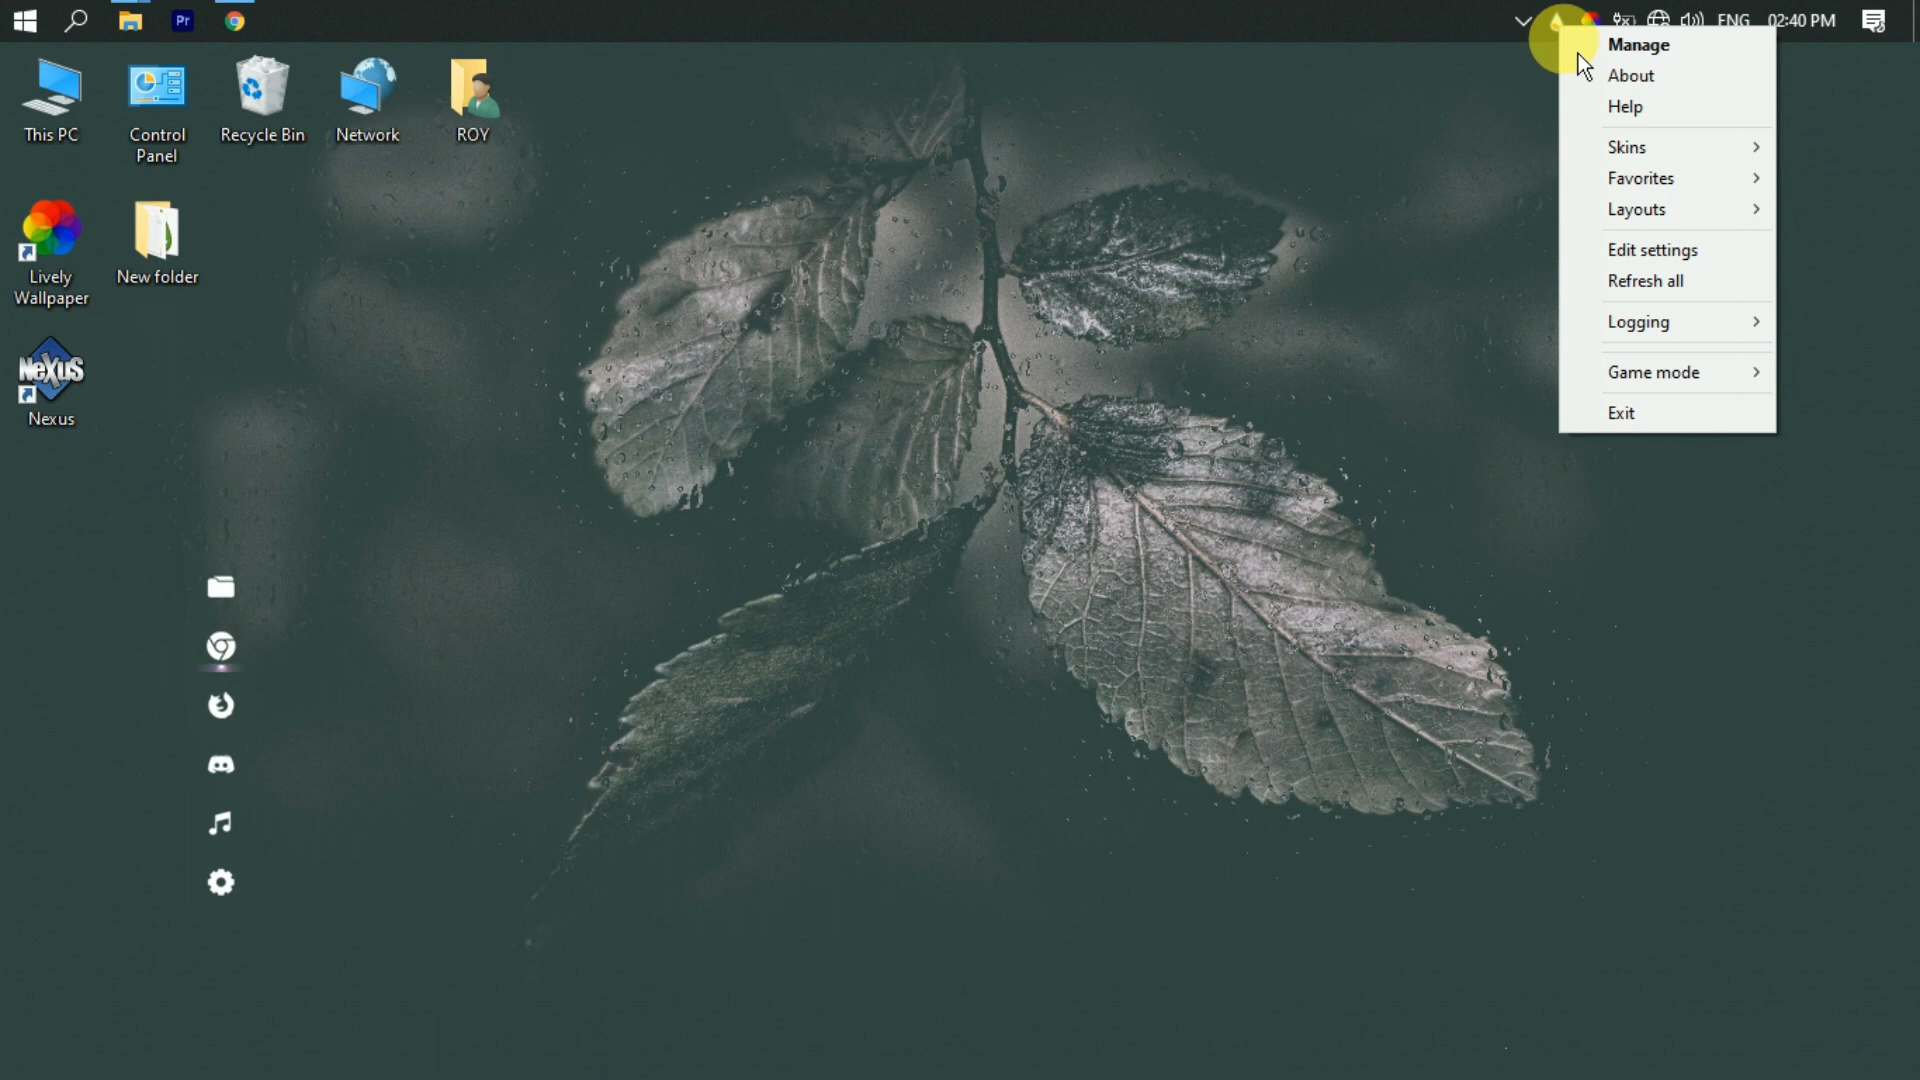 Pr
ENG 02:40 PM
Manage
About
Help
Skins
Favorites
Layouts
Edit settings
Refresh all
Logging
Game mode
Exit
This PC
Control
Panel
Recycle Bin
Network
ROY
Lively
Wallpaper
New folder
NeXuS
Nexus